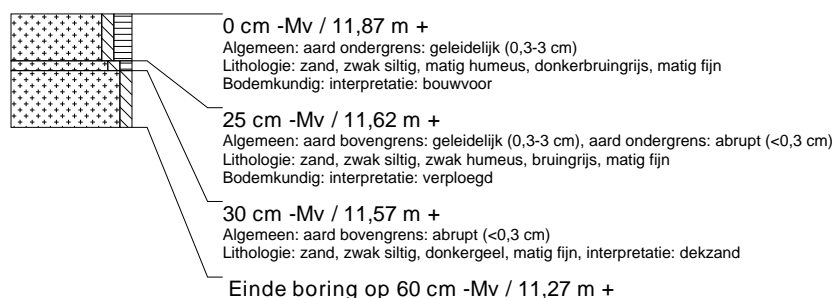 0 cm -Mv / 11,87 m +
Algemeen: aard ondergrens: geleidelijk (0,3-3 cm)
Lithologie: zand, zwak siltig, matig humeus, donkerbruingrijs, matig fijn
Bodemkundig: interpretatie: bouwvoor
25 cm -Mv / 11,62 m +
Algemeen: aard bovengrens: geleidelijk (0,3-3 cm), aard ondergrens: abrupt (<0,3 cm)
Lithologie: zand, zwak siltig, zwak humeus, bruingrijs, matig fijn
Bodemkundig: interpretatie: verploegd
30 cm -Mv / 11,57 m +
Algemeen: aard bovengrens: abrupt (<0,3 cm)
Lithologie: zand, zwak siltig, donkergeel, matig fijn, interpretatie: dekzand
Einde boring op 60 cm -Mv / 11,27 m +